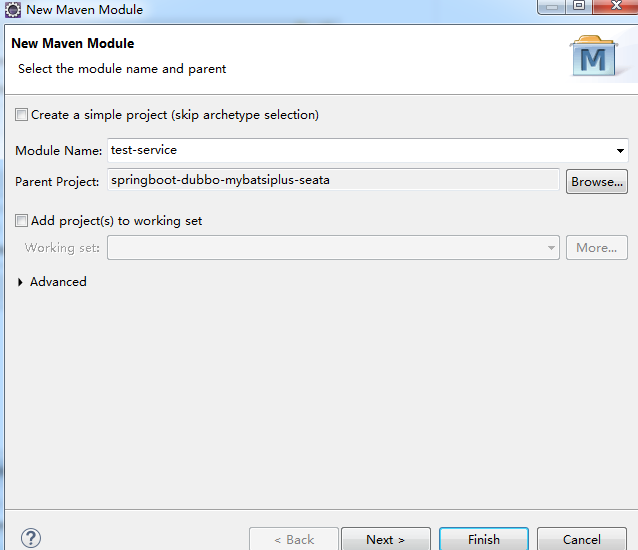 New Maven Module
New Maven Module
Select the module name and parent
M
Create a simple project (skip archetype selection)
Module Name: test-service
Parent Project: springboot-dubbo-mybatsiplus-seata Browse...
Add project(s) to working set
Working set: More...
Advanced
? < Back Next > Finish Cancel